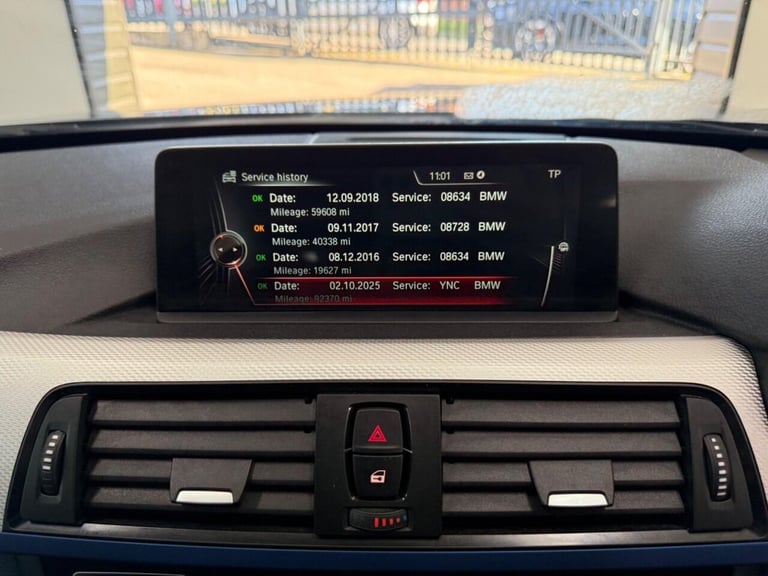 Service history 11:01 TP
OK Date: 12.09.2018 Service: 08634 BMW
Mileage: 59608 mi
OK Date: 09.11.2017 Service: 08728 BMW
Mileage: 40338 mi
OK Date: 08.12.2016 Service: 08634 BMW
Mileage: 19627 mi
OK Date: 02.10.2025 Service: YNC BMW
Mileage: 92370 mi